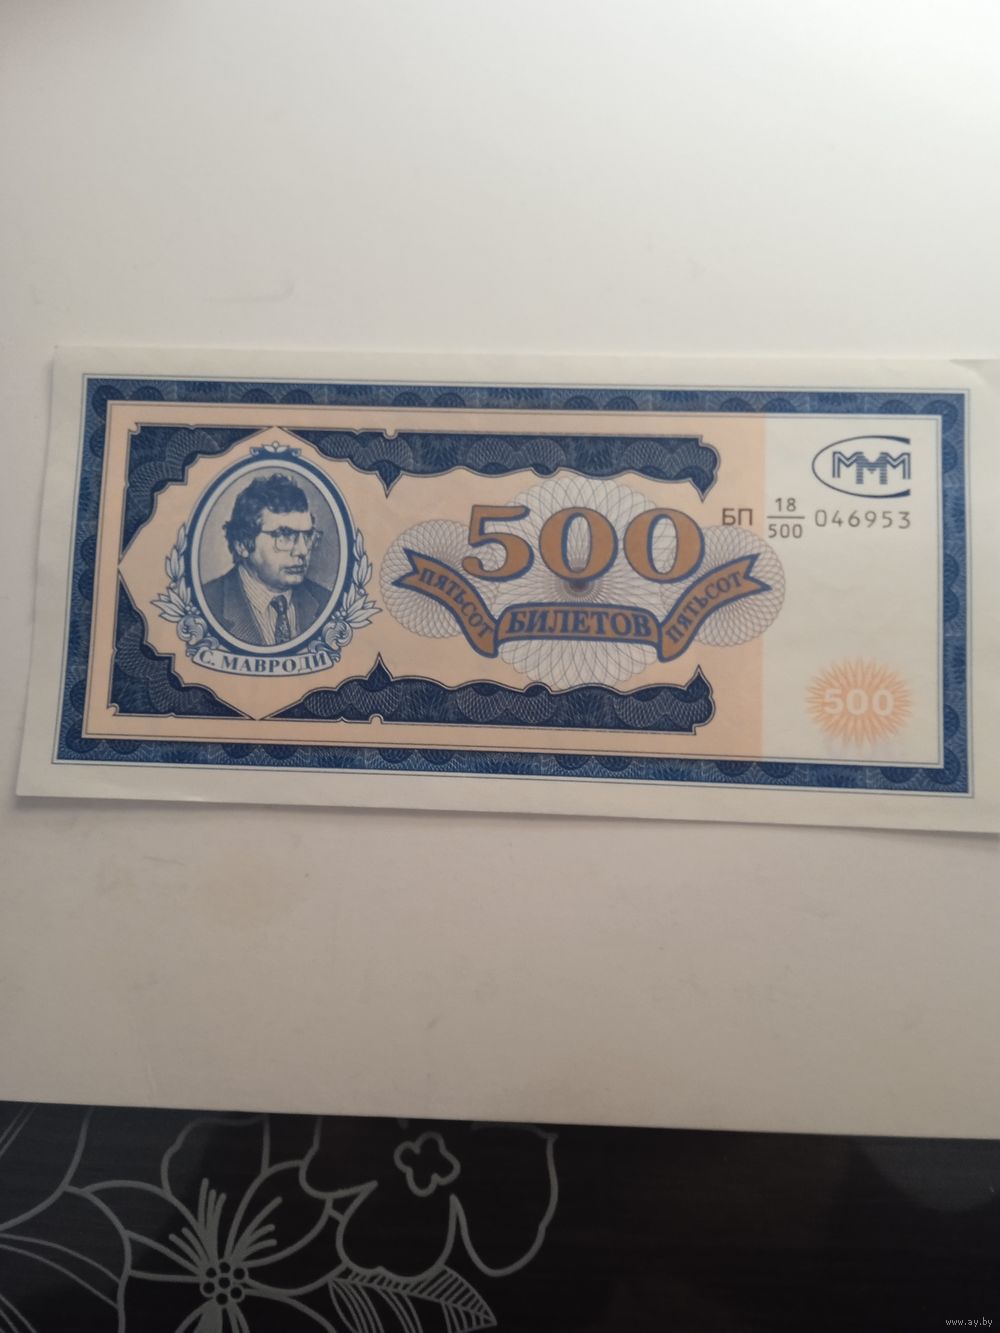 МММ
БП 18/500 046953
500
ПЯТЬСОТ БИЛЕТОВ ПЯТЬСОТ
С. МАВРОДИ
500
www.ay.by